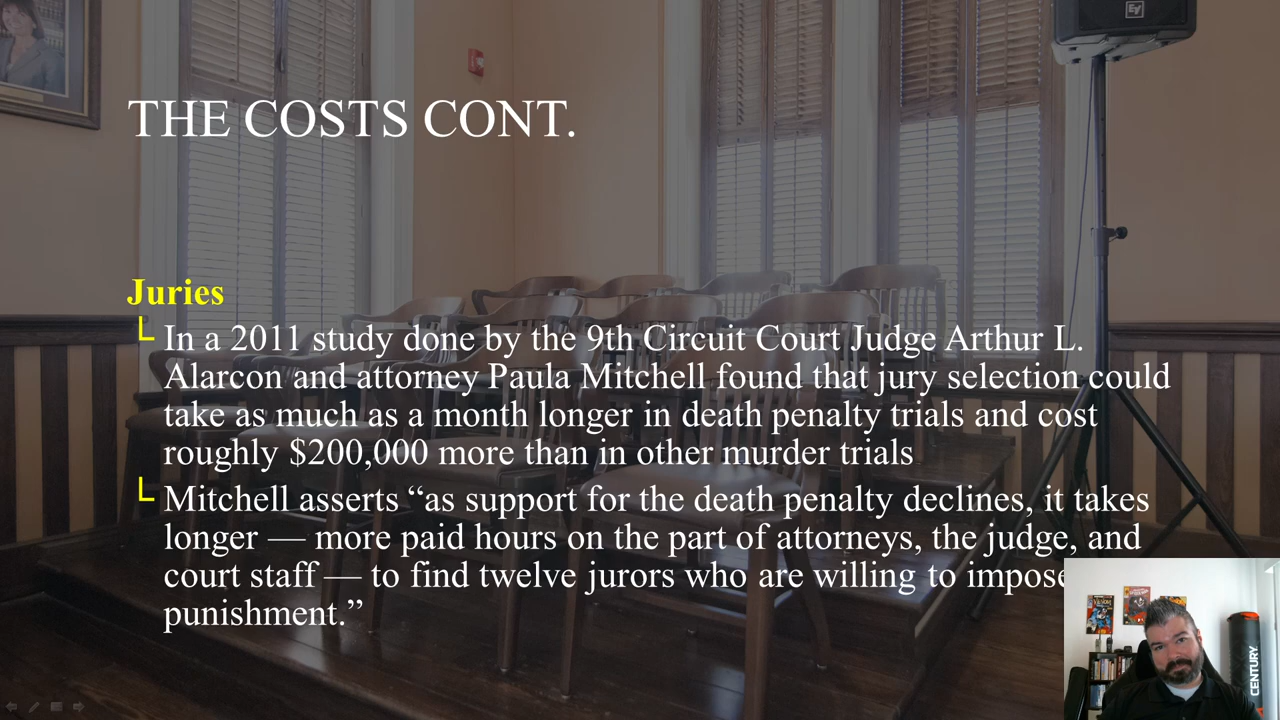 EV
THE COSTS CONT.
Juries
In a 2011 study done by the 9th Circuit Court Judge Arthur L.
Alarcon and attorney Paula Mitchell found that jury selection could
take as much as a month longer in death penalty trials and cost
roughly $200,000 more than in other murder trials
Mitchell asserts “as support for the death penalty declines, it takes
longer — more paid hours on the part of attorneys, the judge, and
court staff — to find twelve jurors who are willing to impose
punishment.”
CENTURY